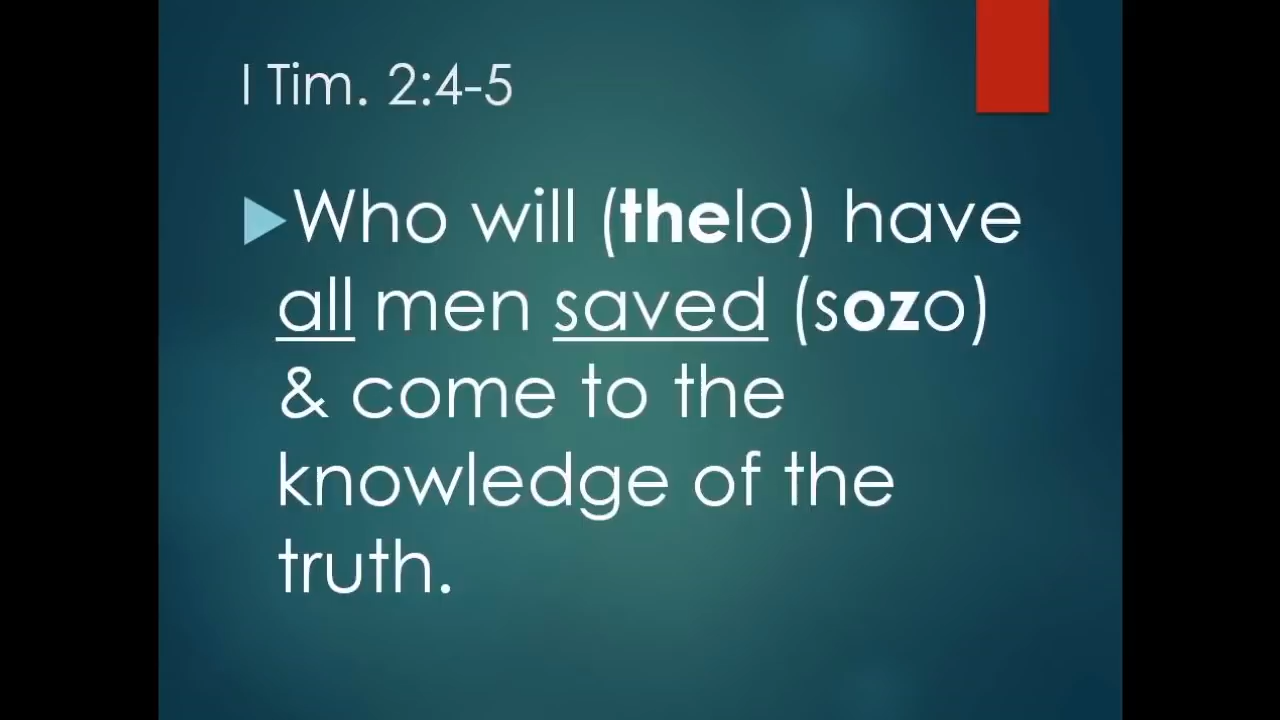 I Tim. 2:4-5
Who will (thelo) have
all men saved (sozo)
& come to the
knowledge of the
truth.